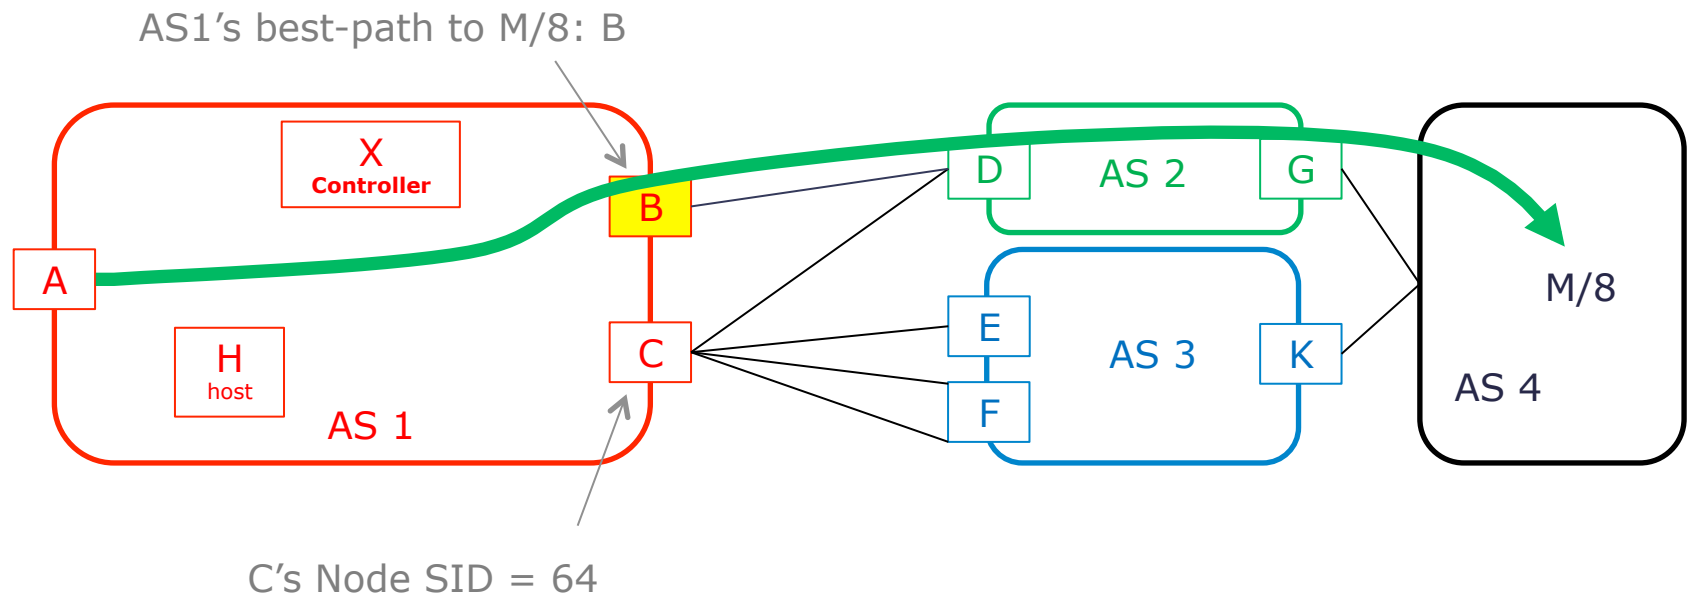 AS1’s best-path to M/8: B
X
Controller
B
D
AS 2
G
A
M/8
E
AS 3
K
H
host
C
F
AS 4
AS 1
C’s Node SID = 64